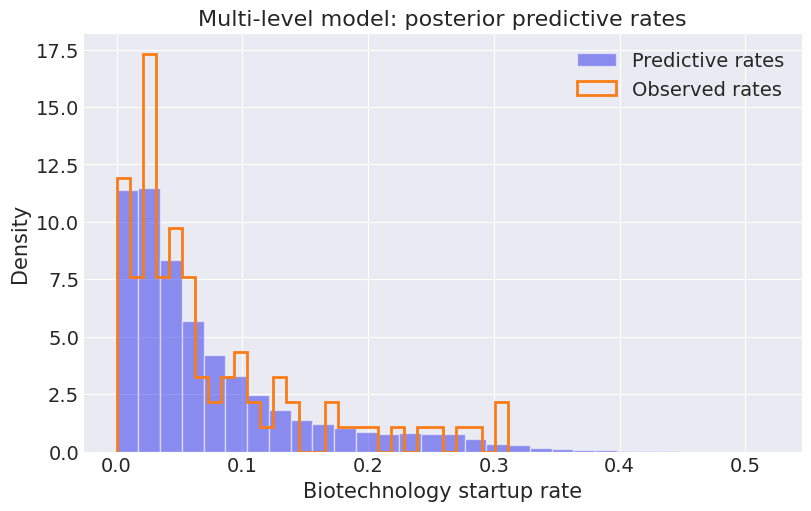 Multi-level model: posterior predictive rates
Predictive rates
Observed rates
17.5
15.0
12.5
10.0
7.5
5.0
2.5
0.0
Density
0.0 0.1 0.2 0.3 0.4 0.5
Biotechnology startup rate